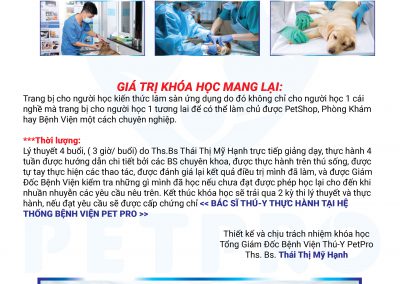 GIÁ TRỊ KHÓA HỌC MANG LẠI:
Trang bị cho người học kiến thức lâm sàn ứng dụng do đó không chỉ cho người học 1 cái
nghề mà trang bị cho người học 1 tương lai để có thể làm chủ được PetShop, Phòng Khám
hay Bệnh Viện một cách chuyên nghiệp.
***Thời lượng:
Lý thuyết 4 buổi, ( 3 giờ/ buổi) do Ths.Bs Thái Thị Mỹ Hạnh trực tiếp giảng dạy, thực hành 4
tuần được hướng dẫn chi tiết bởi các BS chuyên khoa, được thực hành trên thú sống, được
tự tay thực hiện các thao tác, được đánh giá lại kết quả điều trị mình đã làm, và được Giám
Đốc Bệnh Viện kiểm tra những gì mình đã học nếu chưa đạt được phép học lại cho đến khi
nhuần nhuyễn các yêu cầu nêu trên. Kết thúc khóa học sẽ trải qua 2 kỳ thi lý thuyết và thực
hành, nếu đạt yêu cầu sẽ được cấp chứng chỉ << BÁC SĨ THÚ-Y THỰC HÀNH TẠI HỆ
THỐNG BỆNH VIỆN PET PRO >>
Thiết kế và chịu trách nhiệm khóa học
Tổng Giám Đốc Bệnh Viện Thú-Y PetPro
Ths. Bs. Thái Thị Mỹ Hạnh
PETPRO